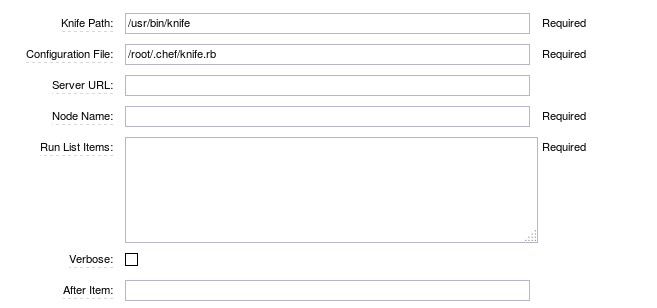 Knife Path: /usr/bin/knife Required
Configuration File: /root/.chef/knife.rb Required
Server URL:
Node Name: Required
Run List Items: Required
Verbose:
After Item: